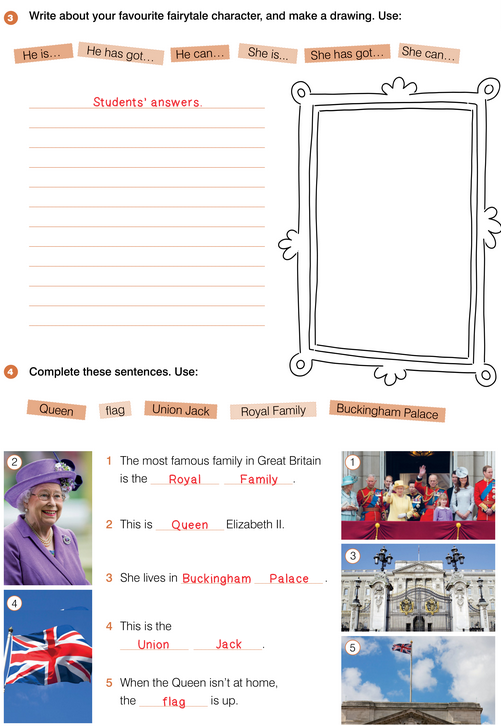 3 Write about your favourite fairytale character, and make a drawing. Use:
He is… He has got… He can… She is... She has got… She can…
Students' answers.
4 Complete these sentences. Use:
Queen flag Union Jack Royal Family Buckingham Palace
2
1 The most famous family in Great Britain
is the Royal Family.
1
2 This is Queen Elizabeth II.
3
3 She lives in Buckingham Palace.
4
4 This is the
Union Jack.
5
5 When the Queen isn't at home,
the flag is up.